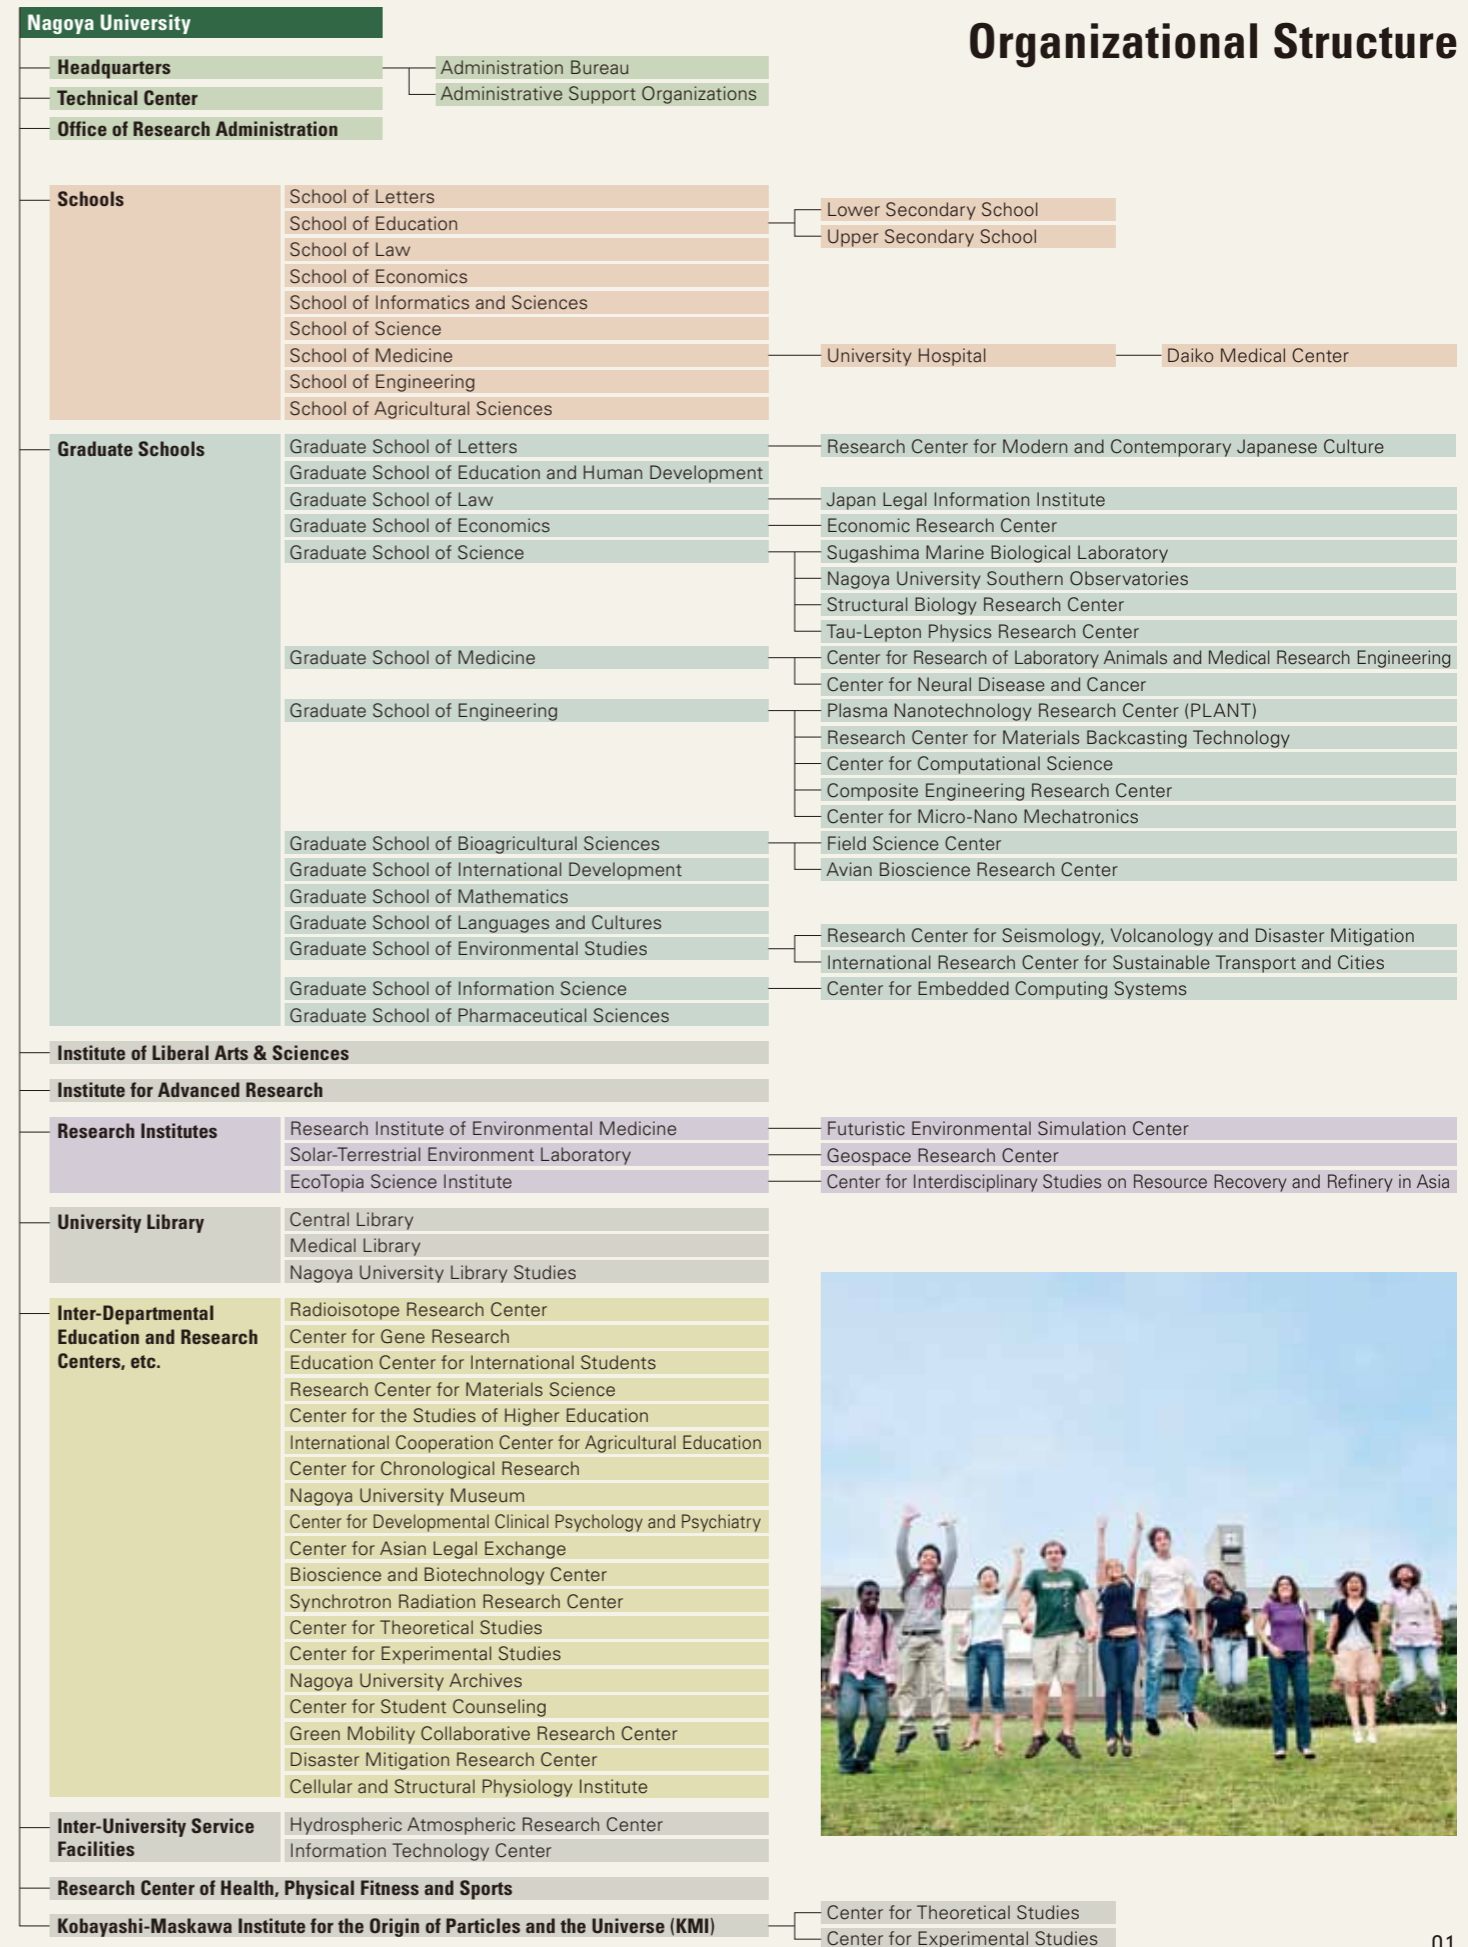 Nagoya University
Organizational Structure
Headquarters
Administration Bureau
Administrative Support Organizations
Technical Center
Office of Research Administration
Schools
School of Letters
School of Education
Lower Secondary School
Upper Secondary School
School of Law
School of Economics
School of Informatics and Sciences
School of Science
School of Medicine
University Hospital
Daiko Medical Center
School of Engineering
School of Agricultural Sciences
Graduate Schools
Graduate School of Letters
Research Center for Modern and Contemporary Japanese Culture
Graduate School of Education and Human Development
Graduate School of Law
Japan Legal Information Institute
Graduate School of Economics
Economic Research Center
Graduate School of Science
Sugashima Marine Biological Laboratory
Nagoya University Southern Observatories
Structural Biology Research Center
Tau-Lepton Physics Research Center
Graduate School of Medicine
Center for Research of Laboratory Animals and Medical Research Engineering
Center for Neural Disease and Cancer
Graduate School of Engineering
Plasma Nanotechnology Research Center (PLANT)
Research Center for Materials Backcasting Technology
Center for Computational Science
Composite Engineering Research Center
Center for Micro-Nano Mechatronics
Graduate School of Bioagricultural Sciences
Field Science Center
Avian Bioscience Research Center
Graduate School of International Development
Graduate School of Mathematics
Graduate School of Languages and Cultures
Graduate School of Environmental Studies
Research Center for Seismology, Volcanology and Disaster Mitigation
International Research Center for Sustainable Transport and Cities
Graduate School of Information Science
Center for Embedded Computing Systems
Graduate School of Pharmaceutical Sciences
Institute of Liberal Arts & Sciences
Institute for Advanced Research
Research Institutes
Research Institute of Environmental Medicine
Futuristic Environmental Simulation Center
Solar-Terrestrial Environment Laboratory
Geospace Research Center
EcoTopia Science Institute
Center for Interdisciplinary Studies on Resource Recovery and Refinery in Asia
University Library
Central Library
Medical Library
Nagoya University Library Studies
Inter-Departmental
Education and Research
Centers, etc.
Radioisotope Research Center
Center for Gene Research
Education Center for International Students
Research Center for Materials Science
Center for the Studies of Higher Education
International Cooperation Center for Agricultural Education
Center for Chronological Research
Nagoya University Museum
Center for Developmental Clinical Psychology and Psychiatry
Center for Asian Legal Exchange
Bioscience and Biotechnology Center
Synchrotron Radiation Research Center
Center for Theoretical Studies
Center for Experimental Studies
Nagoya University Archives
Center for Student Counseling
Green Mobility Collaborative Research Center
Disaster Mitigation Research Center
Cellular and Structural Physiology Institute
Inter-University Service
Facilities
Hydrospheric Atmospheric Research Center
Information Technology Center
Research Center of Health, Physical Fitness and Sports
Kobayashi-Maskawa Institute for the Origin of Particles and the Universe (KMI)
Center for Theoretical Studies
Center for Experimental Studies
01